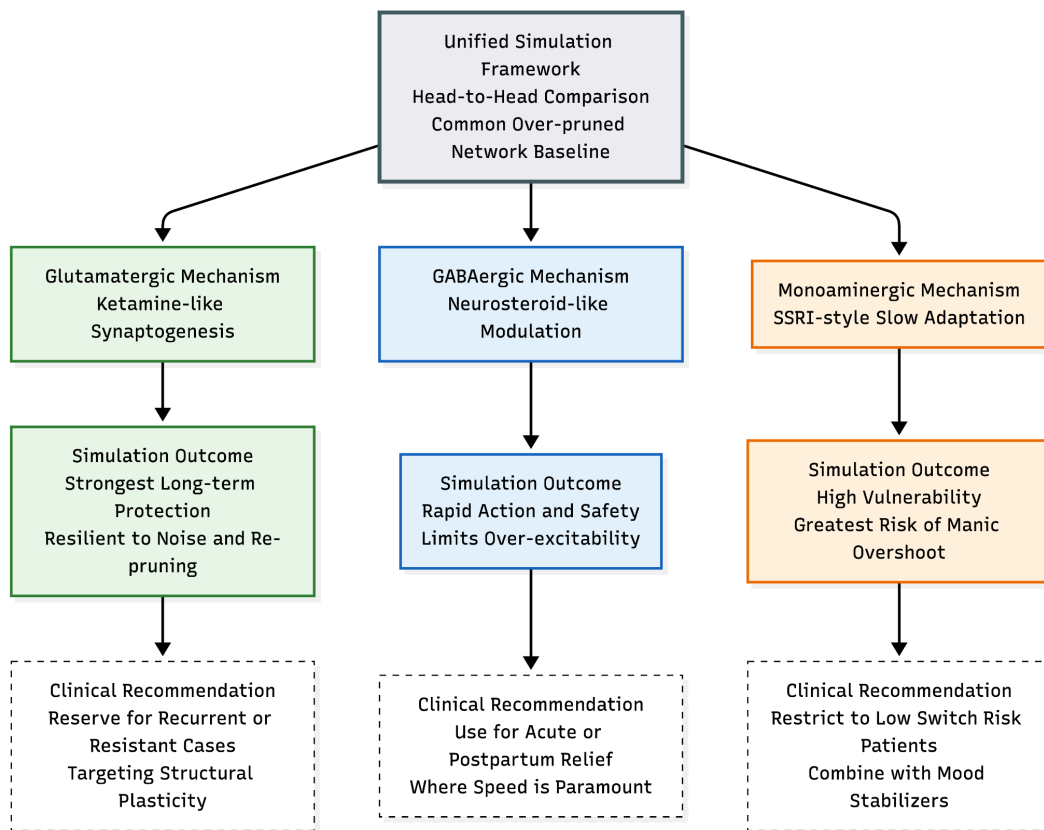 Unified Simulation
Framework
Head-to-Head Comparison
Common Over-pruned
Network Baseline
Glutamatergic Mechanism
Ketamine-like
Synaptogenesis
GABAergic Mechanism
Neurosteroid-like
Modulation
Monoaminergic Mechanism
SSRI-style Slow Adaptation
Simulation Outcome
Strongest Long-term
Protection
Resilient to Noise and Re-
pruning
Simulation Outcome
Rapid Action and Safety
Limits Over-excitability
Simulation Outcome
High Vulnerability
Greatest Risk of Manic
Overshoot
Clinical Recommendation
Reserve for Recurrent or
Resistant Cases
Targeting Structural
Plasticity
Clinical Recommendation
Use for Acute or
Postpartum Relief
Where Speed is Paramount
Clinical Recommendation
Restrict to Low Switch Risk
Patients
Combine with Mood
Stabilizers